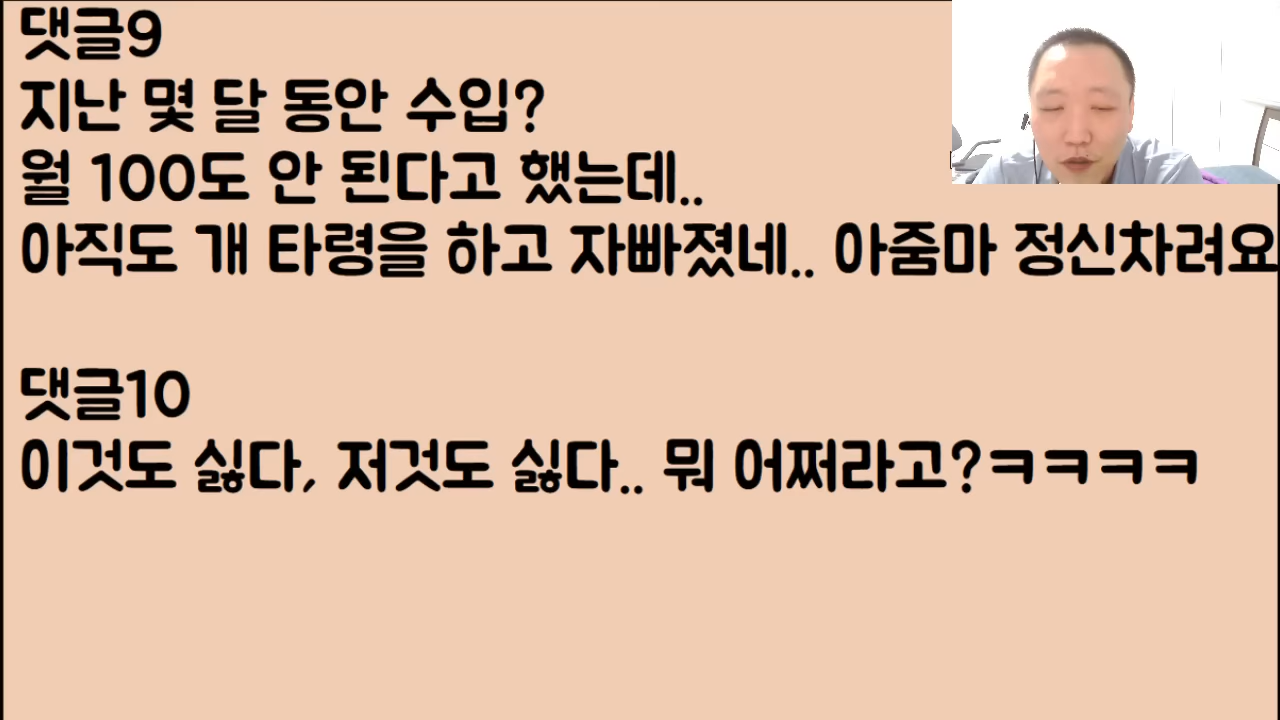 댓글9
지난 몇 달 동안 수입?
월 100도 안 된다고 했는데..
아직도 개 타령을 하고 자빠졌네.. 아줌마 정신차려요
댓글10
이것도 싫다, 저것도 싫다.. 뭐 어쩌라고?ㅋㅋㅋㅋ